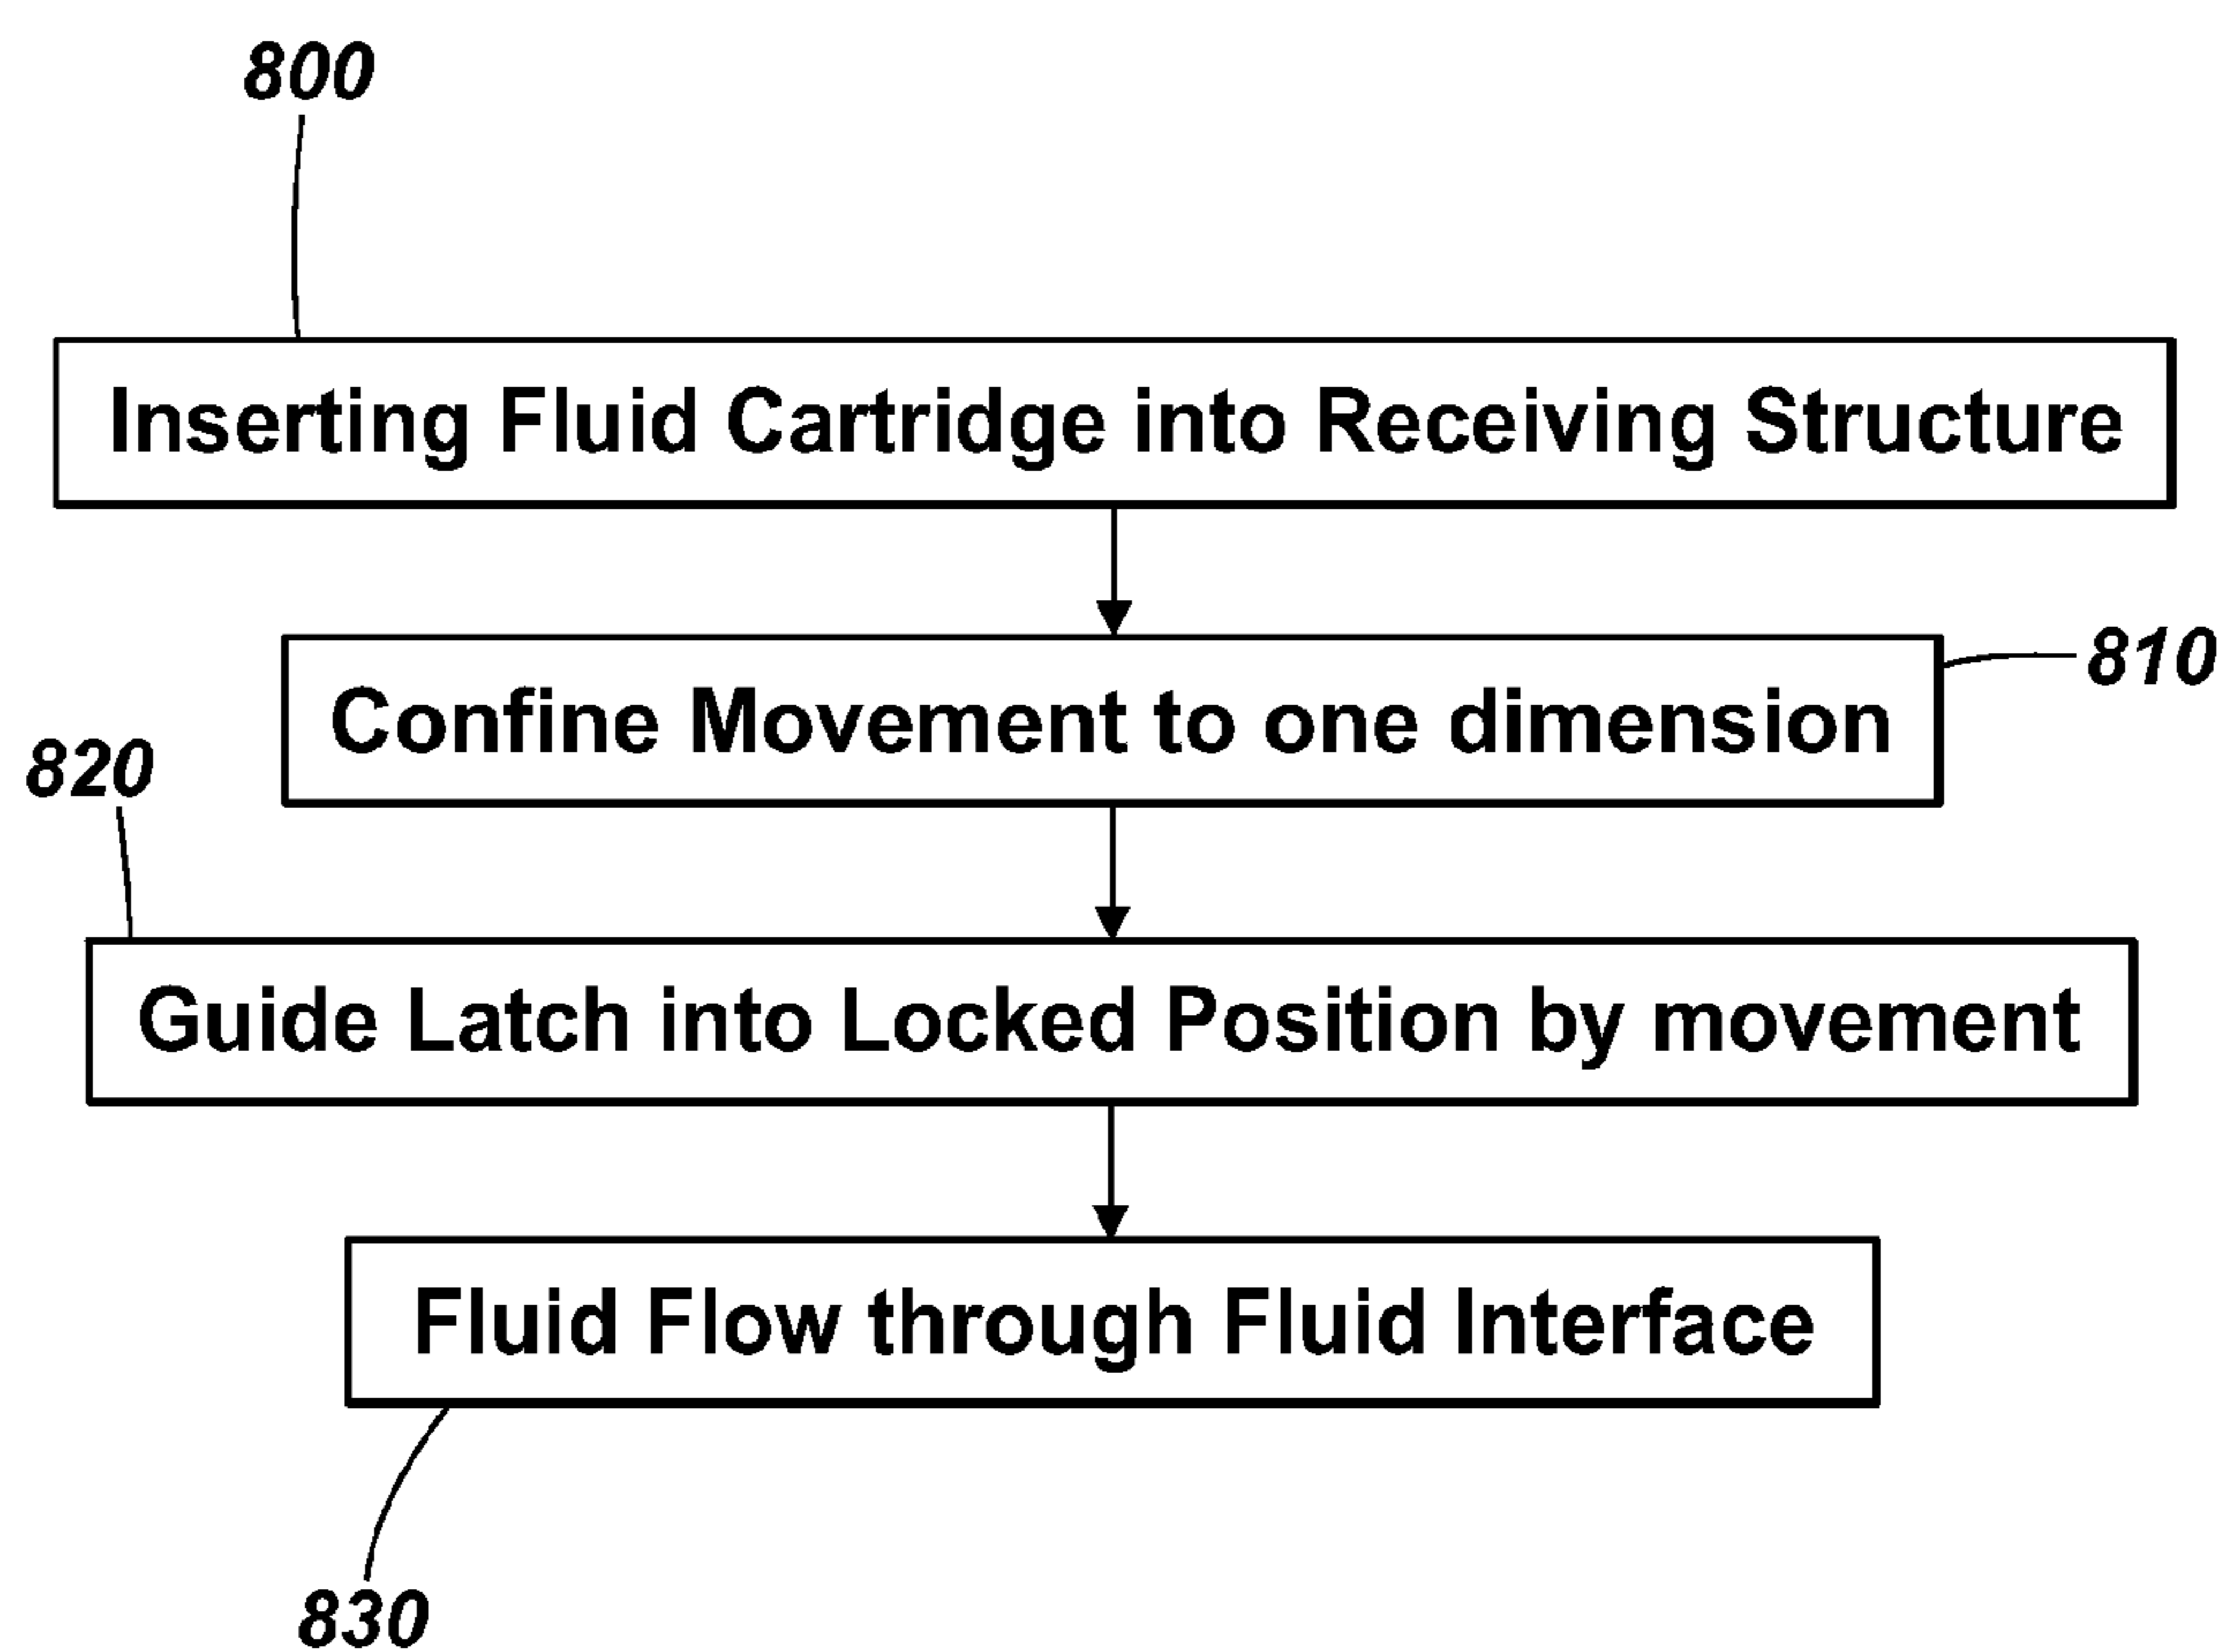 800
Inserting Fluid Cartridge into Receiving Structure
810
Confine Movement to one dimension
820
Guide Latch into Locked Position by movement
Fluid Flow through Fluid Interface
830